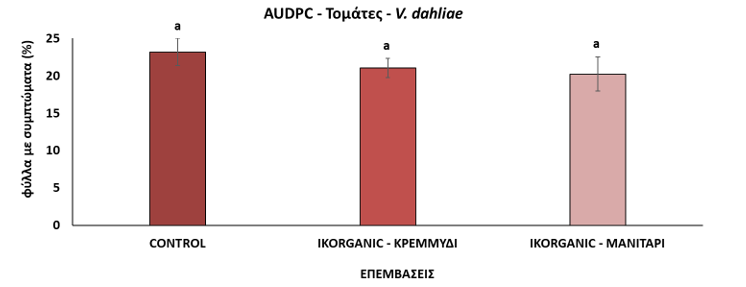 AUDPC - Τομάτες - V. dahliae
φύλλα με συμπτώματα (%)
25
20
15
10
5
0
a
a
a
CONTROL
IKORGANIC - ΚΡΕΜΜΥΔΙ
IKORGANIC - ΜΑΝΙΤΑΡΙ
ΕΠΕΜΒΑΣΕΙΣ